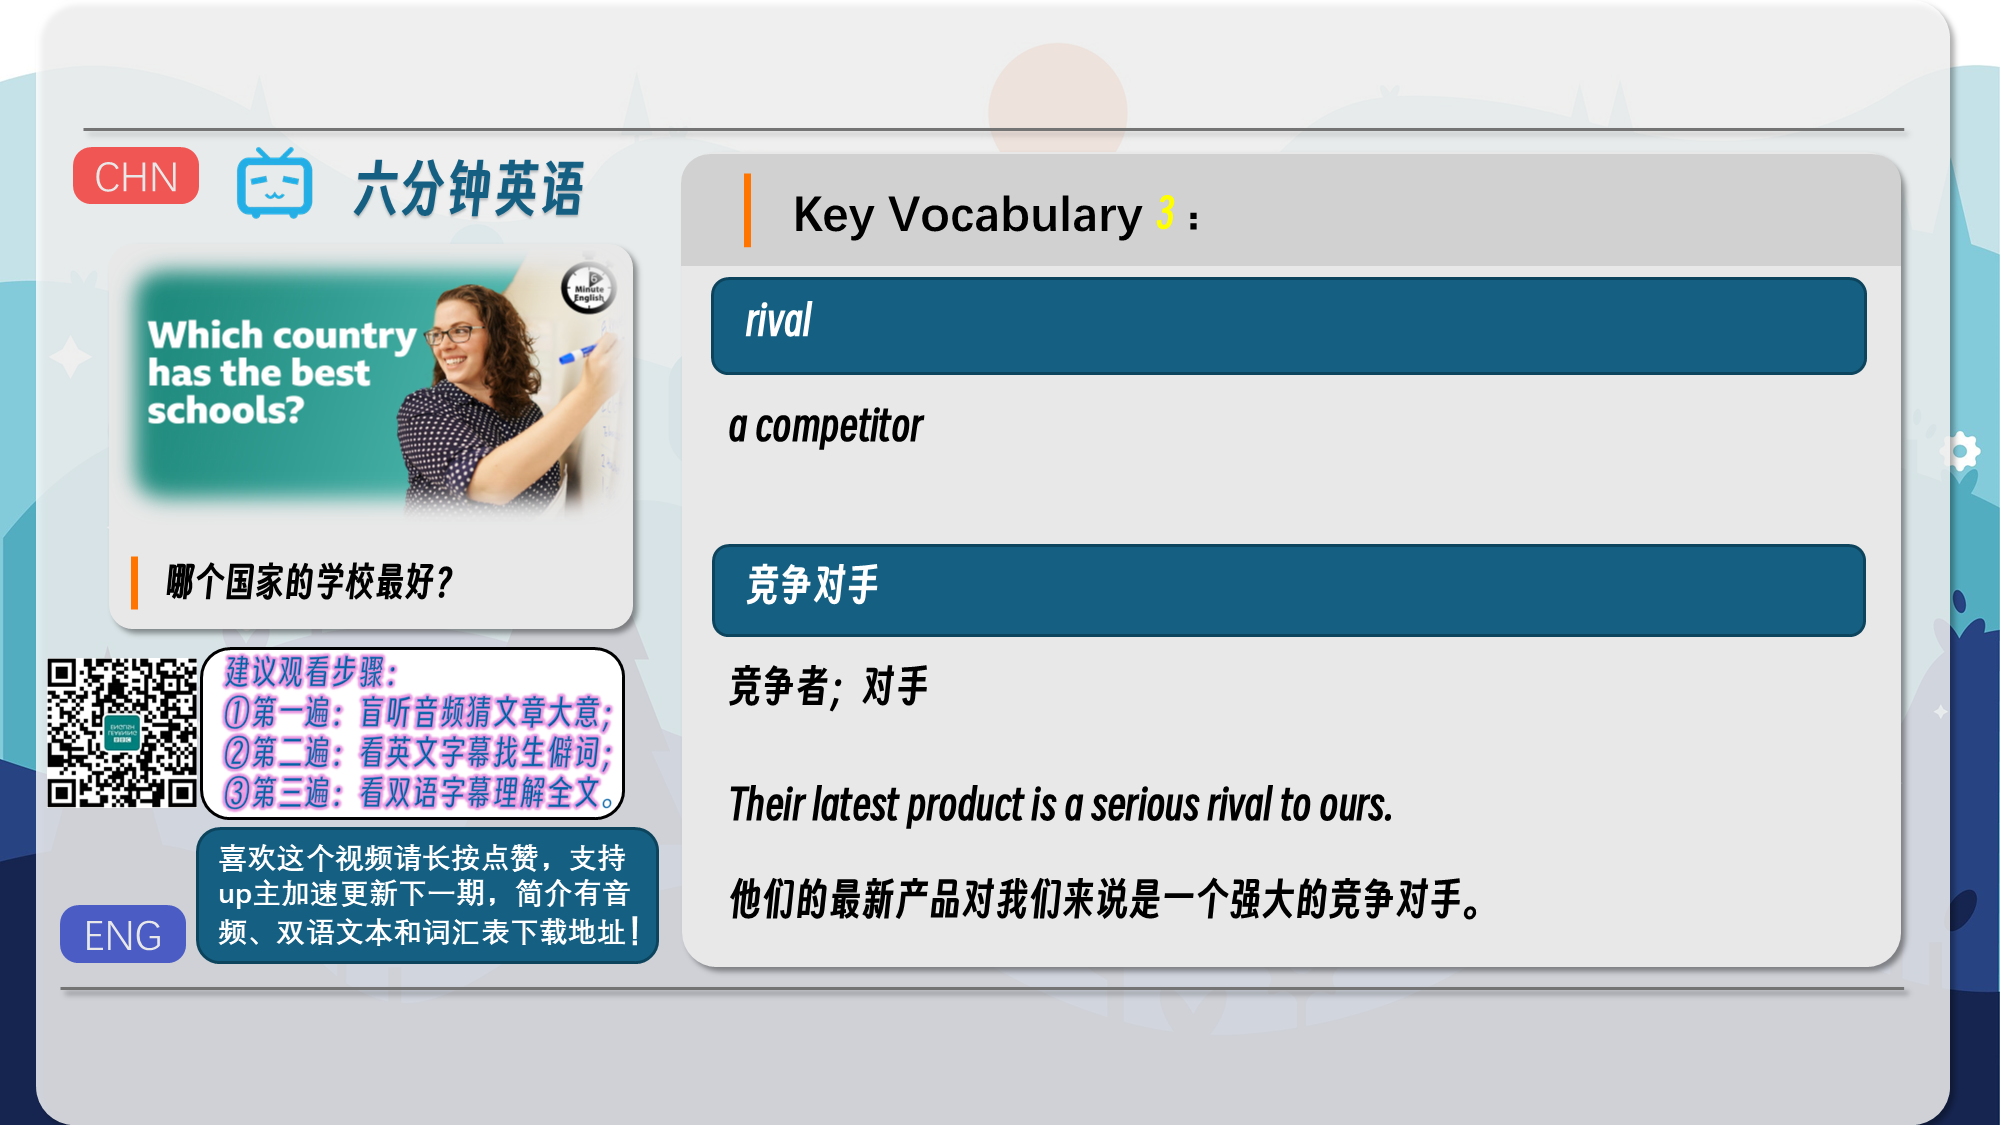 CHN
六分钟英语
6
Minute
English
Which country
has the best
schools?
哪个国家的学校最好？
建议观看步骤：
①第一遍：盲听音频猜文章大意；
②第二遍：看英文字幕找生僻词；
③第三遍：看双语字幕理解全文。
喜欢这个视频请长按点赞，支持
up主加速更新下一期，简介有音
频、双语文本和词汇表下载地址！
ENG
Key Vocabulary 3：
rival
a competitor
竞争对手
竞争者；对手
Their latest product is a serious rival to ours.
他们的最新产品对我们来说是一个强大的竞争对手。